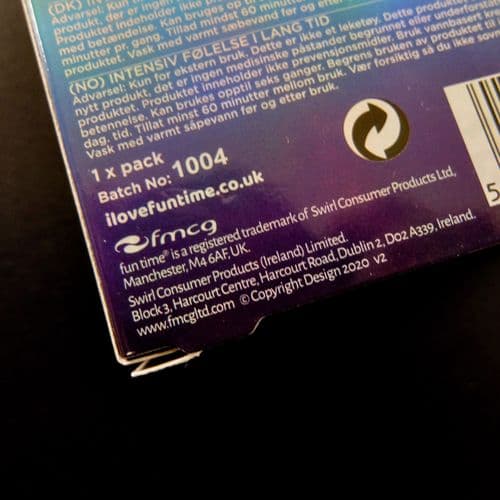 (DK) IN
Advarsel: K
produkt, der er ingen
produktet indeholder ikke
med betændelse. Kan bruges op til 
minutter pr. gang. Tillad mindst 60 minutter
produktet. Vask med varmt sæbevand før og efter
(NO) INTENSIV FØLELSE I LANG TID
Advarsel: Kun for ekstern bruk. Dette er ikke et leketøy. Dette produktet
nytt produkt, det er ingen medisinske påstander begrunnet eller underforstått
produktet. Produktet inneholder ikke prevensjonsmidler. Bruk vannbasert
betennelse. Kan brukes opptil seks ganger. Begrens bruken av produktet
dag, tid. Tillat minst 60 minutter mellom bruk. Vær forsiktig så du ikke
Vask med varmt såpevann før og etter bruk.
1 x pack
Batch No: 1004
ilovefuntime.co.uk
fmcg
fun time® is a registered trademark of Swirl Consumer Products Ltd,
Manchester, M4 6AF, UK.
Swirl Consumer Products (Ireland) Limited.
Block 3, Harcourt Centre, Harcourt Road, Dublin 2, D02 A339, Ireland.
www.fmcgltd.com © Copyright Design 2020 V2
5